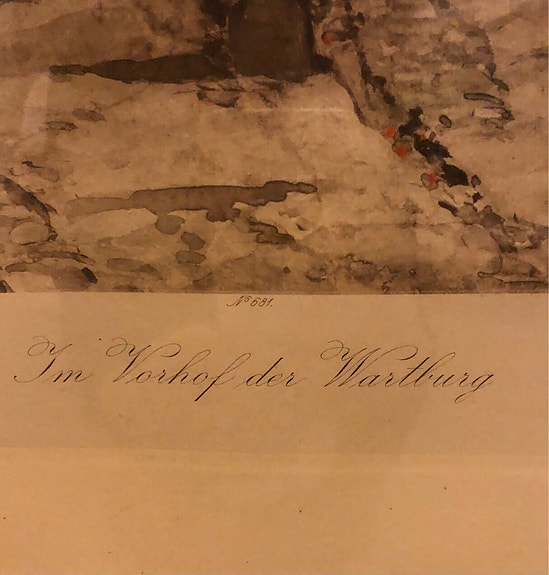 Nº 681.
Im Vorhof der Wartburg